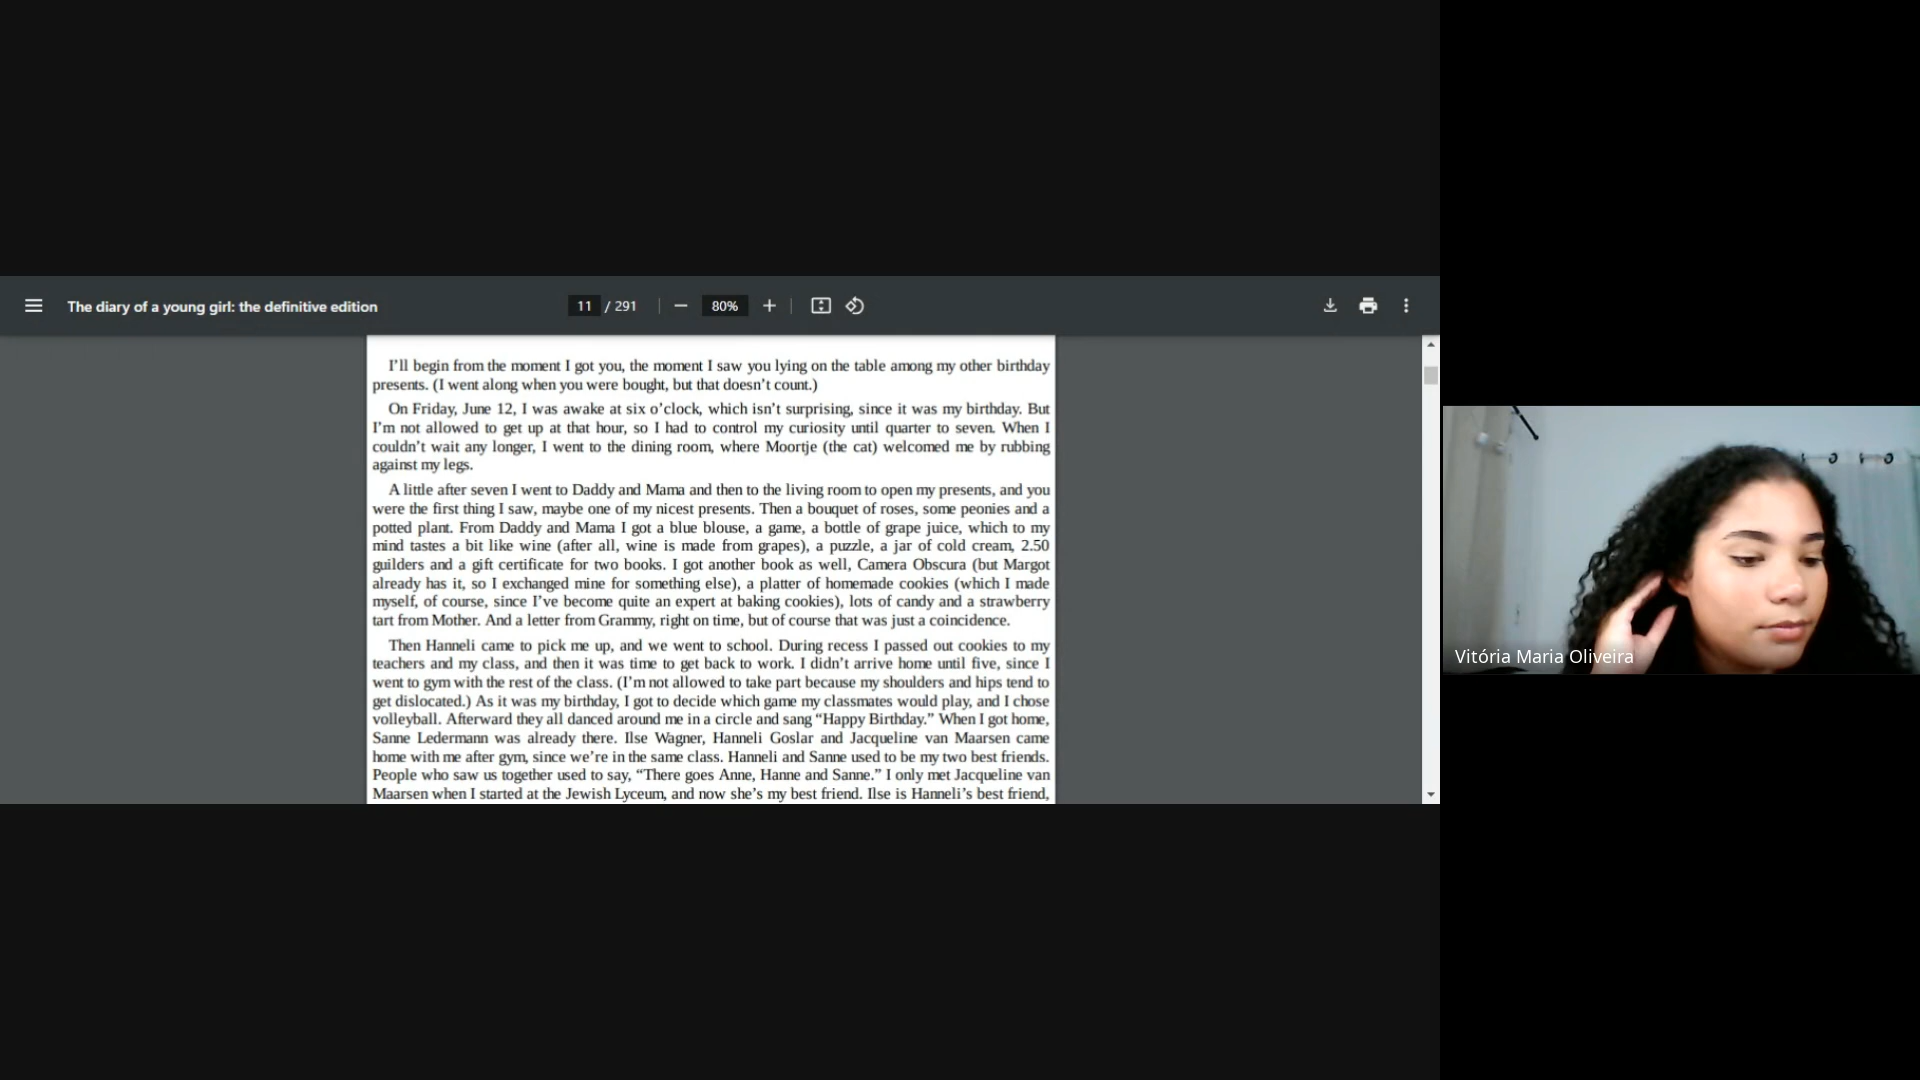 The diary of a young girl: the definitive edition
11 / 291
80%
I’ll begin from the moment I got you, the moment I saw you lying on the table among my other birthday
presents. (I went along when you were bought, but that doesn’t count.)
On Friday, June 12, I was awake at six o’clock, which isn’t surprising, since it was my birthday. But
I’m not allowed to get up at that hour, so I had to control my curiosity until quarter to seven. When I
couldn’t wait any longer, I went to the dining room, where Moortje (the cat) welcomed me by rubbing
against my legs.
A little after seven I went to Daddy and Mama and then to the living room to open my presents, and you
were the first thing I saw, maybe one of my nicest presents. Then a bouquet of roses, some peonies and a
potted plant. From Daddy and Mama I got a blue blouse, a game, a bottle of grape juice, which to my
mind tastes a bit like wine (after all, wine is made from grapes), a puzzle, a jar of cold cream, 2.50
guilders and a gift certificate for two books. I got another book as well, Camera Obscura (but Margot
already has it, so I exchanged mine for something else), a platter of homemade cookies (which I made
myself, of course, since I’ve become quite an expert at baking cookies), lots of candy and a strawberry
tart from Mother. And a letter from Grammy, right on time, but of course that was just a coincidence.
Then Hanneli came to pick me up, and we went to school. During recess I passed out cookies to my
teachers and my class, and then it was time to get back to work. I didn’t arrive home until five, since I
went to gym with the rest of the class. (I’m not allowed to take part because my shoulders and hips tend to
get dislocated.) As it was my birthday, I got to decide which game my classmates would play, and I chose
volleyball. Afterward they all danced around me in a circle and sang “Happy Birthday.” When I got home,
Sanne Ledermann was already there. Ilse Wagner, Hanneli Goslar and Jacqueline van Maarsen came
home with me after gym, since we’re in the same class. Hanneli and Sanne used to be my two best friends.
People who saw us together used to say, “There goes Anne, Hanne and Sanne.” I only met Jacqueline van
Maarsen when I started at the Jewish Lyceum, and now she’s my best friend. Ilse is Hanneli’s best friend,
Vitória Maria Oliveira